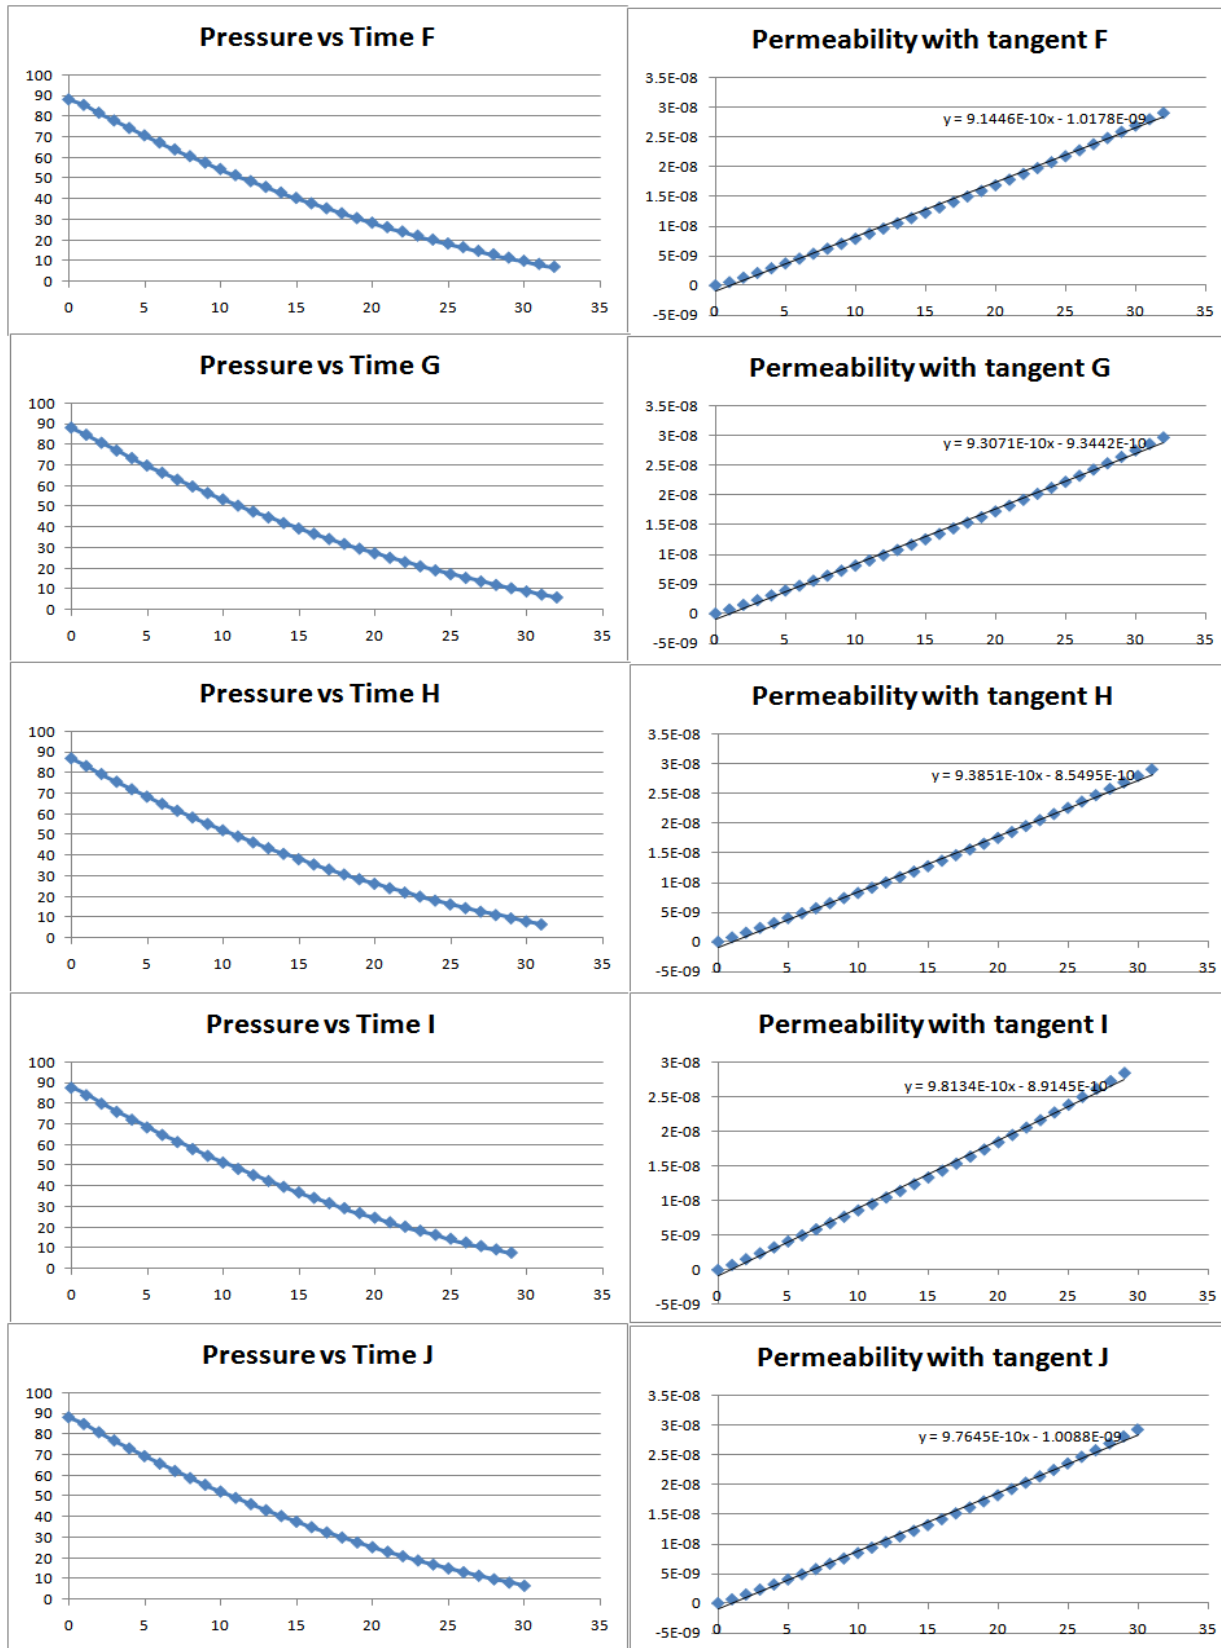 Pressure vs Time F
100
90
80
70
60
50
40
30
20
10
0
0 5 10 15 20 25 30 35
Permeability with tangent F
3.5E-08
3E-08
2.5E-08
2E-08
1.5E-08
1E-08
5E-09
0
-5E-09
y = 9.1446E-10x - 1.0178E-09
0 5 10 15 20 25 30 35
Pressure vs Time G
100
90
80
70
60
50
40
30
20
10
0
0 5 10 15 20 25 30 35
Permeability with tangent G
3.5E-08
3E-08
2.5E-08
2E-08
1.5E-08
1E-08
5E-09
0
-5E-09
y = 9.3071E-10x - 9.3442E-10
0 5 10 15 20 25 30 35
Pressure vs Time H
100
90
80
70
60
50
40
30
20
10
0
0 5 10 15 20 25 30 35
Permeability with tangent H
3.5E-08
3E-08
2.5E-08
2E-08
1.5E-08
1E-08
5E-09
0
-5E-09
y = 9.3851E-10x - 8.5495E-10
0 5 10 15 20 25 30 35
Pressure vs Time I
100
90
80
70
60
50
40
30
20
10
0
0 5 10 15 20 25 30 35
Permeability with tangent I
3E-08
2.5E-08
2E-08
1.5E-08
1E-08
5E-09
0
-5E-09
y = 9.8134E-10x - 8.9145E-10
0 5 10 15 20 25 30 35
Pressure vs Time J
100
90
80
70
60
50
40
30
20
10
0
0 5 10 15 20 25 30 35
Permeability with tangent J
3.5E-08
3E-08
2.5E-08
2E-08
1.5E-08
1E-08
5E-09
0
-5E-09
y = 9.7645E-10x - 1.0088E-09
0 5 10 15 20 25 30 35